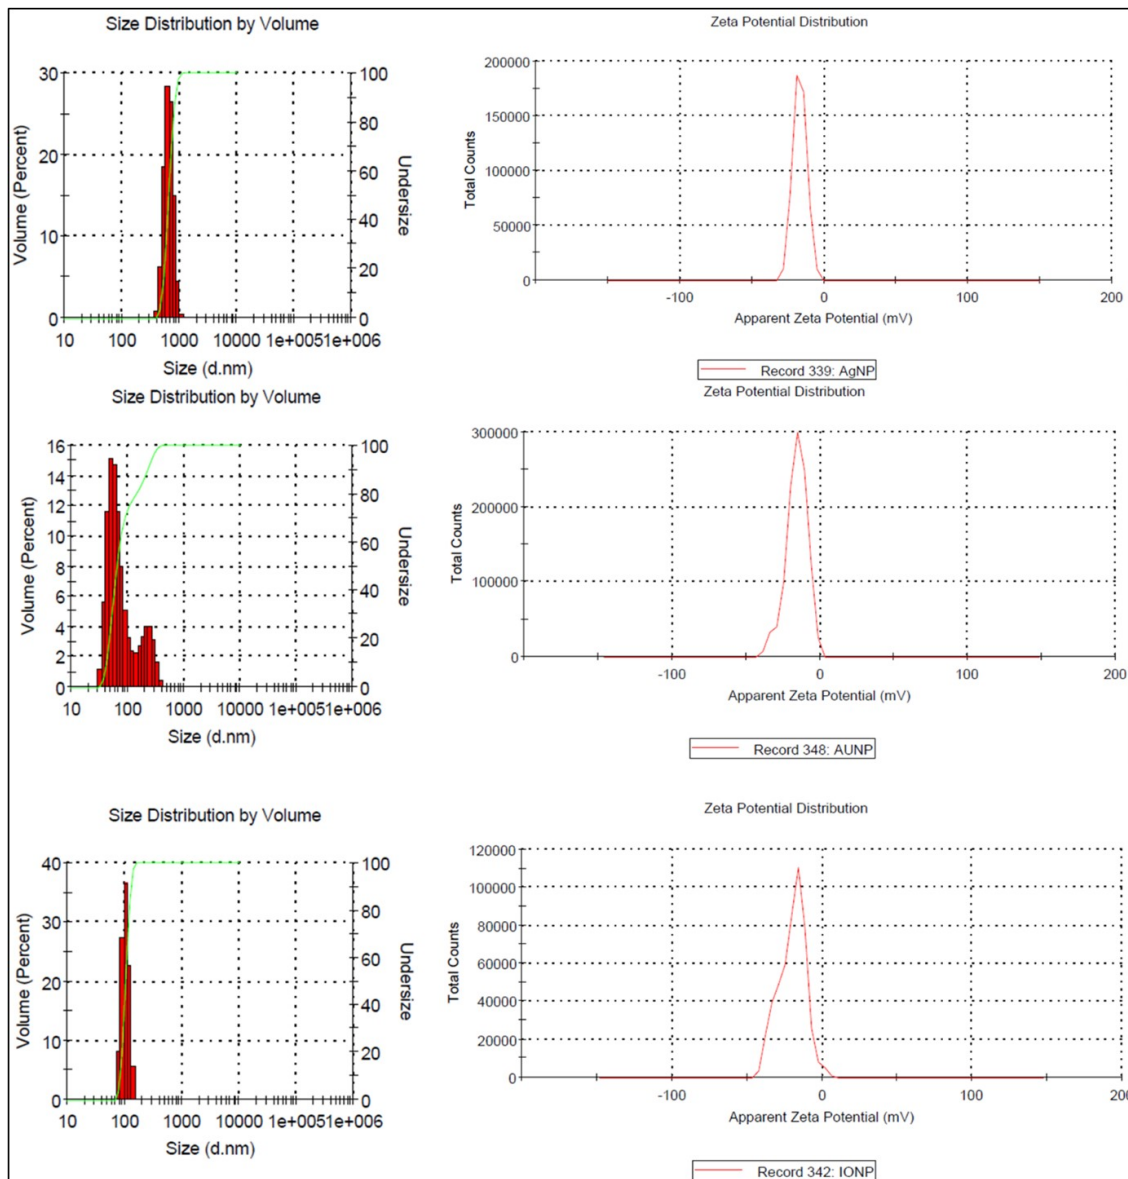 Size Distribution by Volume
Zeta Potential Distribution
30
20
10
0
100
80
60
40
20
0
Volume (Percent)
Undersize
10 100 1000 10000 1e+0051e+006
Size (d.nm)
200000
150000
100000
50000
0
Total Counts
-100 0 100 200
Apparent Zeta Potential (mV)
Record 339: AgNP
Size Distribution by Volume
Zeta Potential Distribution
16
14
12
10
8
6
4
2
0
100
80
60
40
20
0
Volume (Percent)
Undersize
10 100 1000 10000 1e+0051e+006
Size (d.nm)
300000
200000
100000
0
Total Counts
-100 0 100 200
Apparent Zeta Potential (mV)
Record 348: AUNP
Size Distribution by Volume
Zeta Potential Distribution
40
30
20
10
0
100
80
60
40
20
0
Volume (Percent)
Undersize
10 100 1000 10000 1e+0051e+006
Size (d.nm)
120000
100000
80000
60000
40000
20000
0
Total Counts
-100 0 100 200
Apparent Zeta Potential (mV)
Record 342: IONP